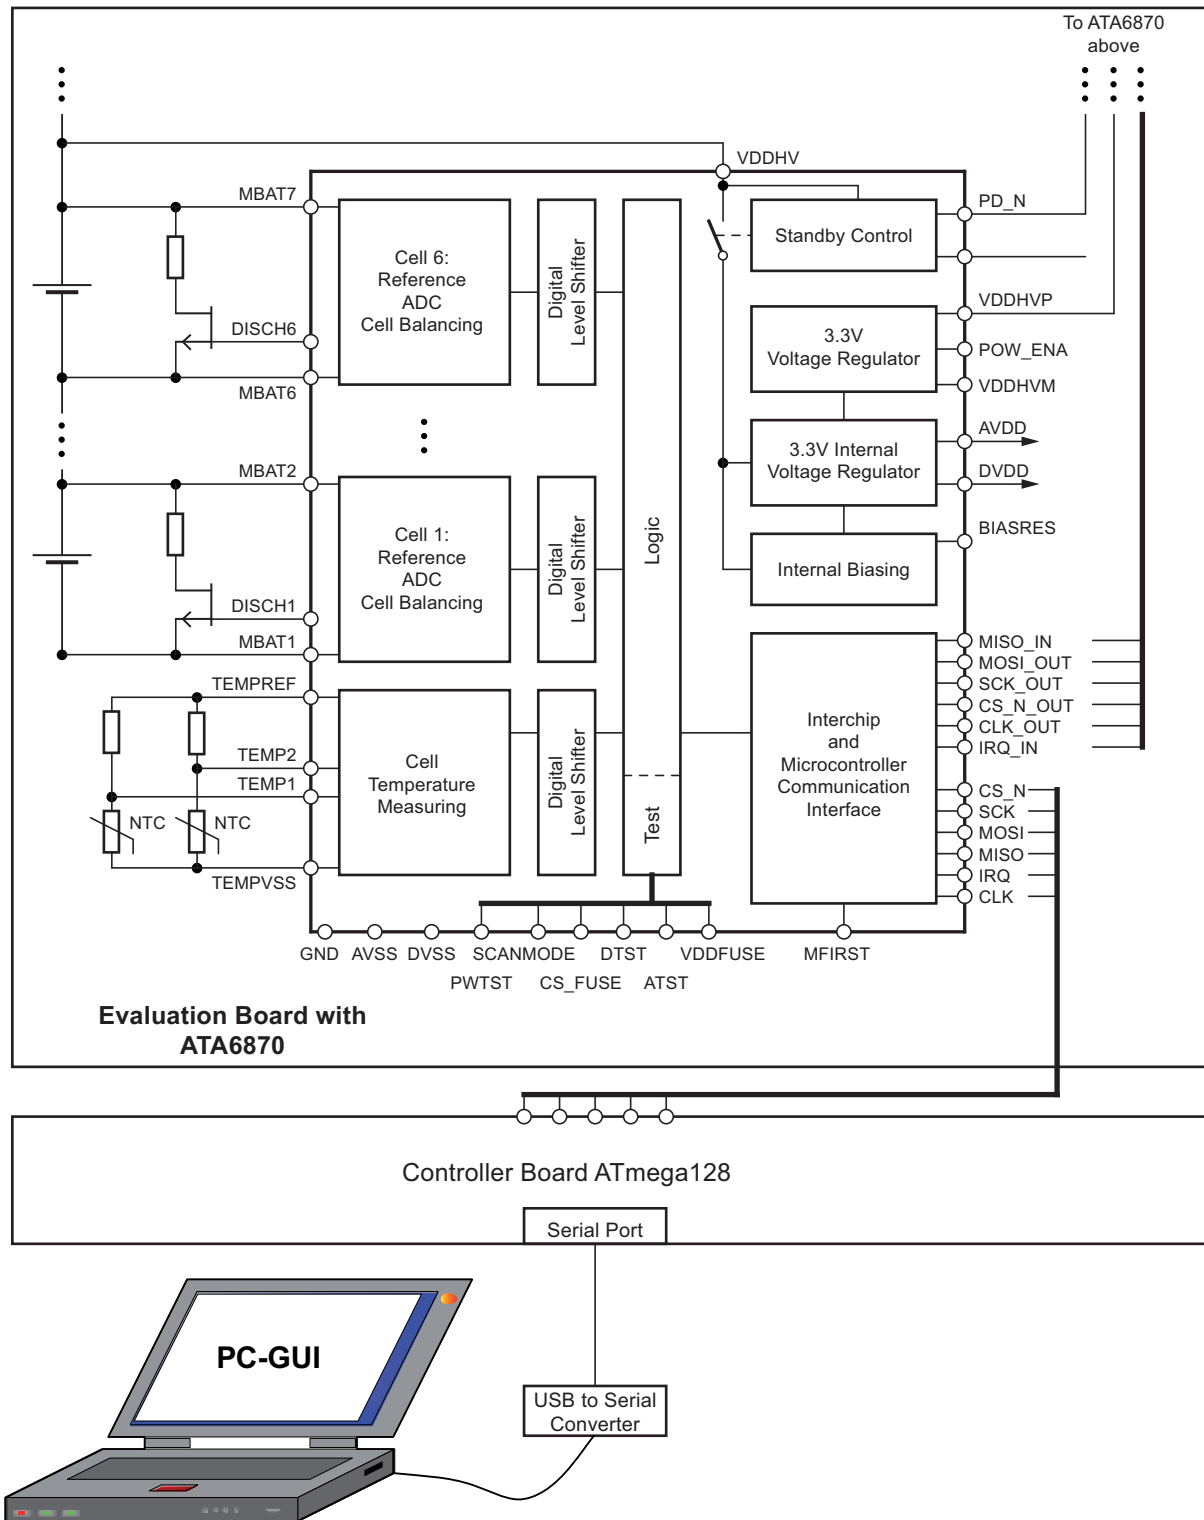 To ATA6870
above
VDDHV
MBAT7
PD_N
Cell 6:
Reference
ADC
Cell Balancing
Digital
Level Shifter
Standby Control
DISCH6
VDDHVP
3.3V
Voltage Regulator
POW_ENA
MBAT6
VDDHVM
AVDD
MBAT2
3.3V Internal
Voltage Regulator
DVDD
Cell 1:
Reference
ADC
Cell Balancing
Digital
Level Shifter
Logic
BIASRES
Internal Biasing
DISCH1
MBAT1
MISO_IN
MOSI_OUT
SCK_OUT
CS_N_OUT
CLK_OUT
IRQ_IN
TEMPREF
TEMP2
TEMP1
NTC
NTC
TEMPVSS
Cell
Temperature
Measuring
Digital
Level Shifter
Test
Interchip
and
Microcontroller
Communication
Interface
CS_N
SCK
MOSI
MISO
IRQ
CLK
GND
AVSS
DVSS
SCANMODE
DTST
VDDFUSE
MFIRST
PWTST
CS_FUSE
ATST
Evaluation Board with
ATA6870
Controller Board ATmega128
Serial Port
PC-GUI
USB to Serial
Converter